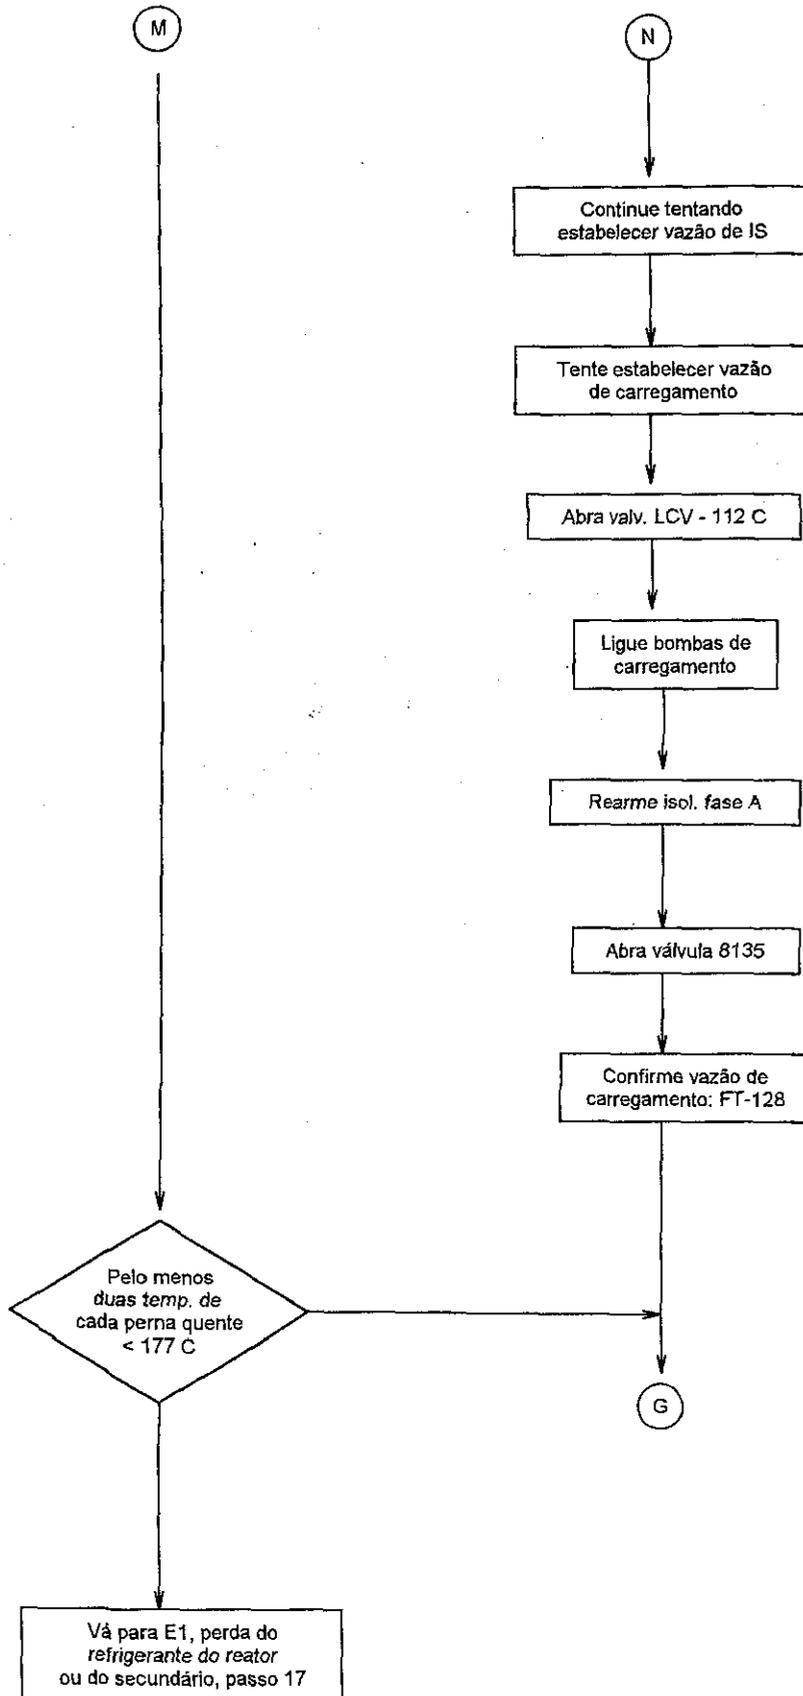 M
N
Continue tentando
estabelecer vazão de IS
Tente estabelecer vazão
de carregamento
Abra valv. LCV - 112 C
Ligue bombas de
carregamento
Rearme isol. fase A
Abra válvula 8135
Confirme vazão de
carregamento: FT-128
Pelo menos
duas temp. de
cada perna quente
< 177 C
G
Vá para E1, perda do
refrigerante do reator
ou do secundário, passo 17